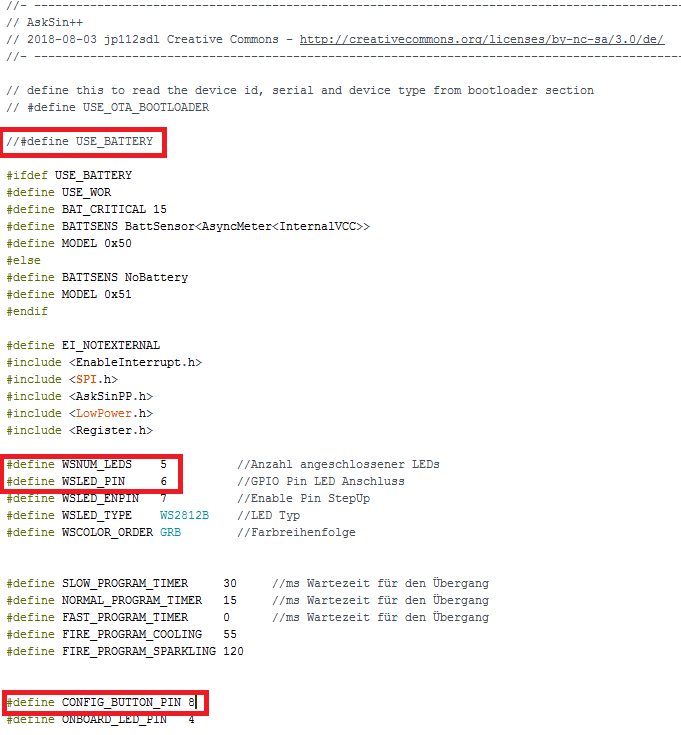 //- -----------------------------------------------------------------------------------------------
// AskSin++
// 2018-08-03 jp112sdl Creative Commons - http://creativecommons.org/licenses/by-nc-sa/3.0/de/
//- -----------------------------------------------------------------------------------------------
// define this to read the device id, serial and device type from bootloader section
// #define USE_OTA_BOOTLOADER
//#define USE_BATTERY
#ifdef USE_BATTERY
#define USE_WOR
#define BAT_CRITICAL 15
#define BATTSENS BattSensor<AsyncMeter<InternalVCC>>
#define MODEL 0x50
#else
#define BATTSENS NoBattery
#define MODEL 0x51
#endif
#define EI_NOTEXTERNAL
#include <EnableInterrupt.h>
#include <SPI.h>
#include <AskSinPP.h>
#include <LowPower.h>
#include <Register.h>
#define WSNUM_LEDS    5          //Anzahl angeschlossener LEDs
#define WSLED_PIN     6          //GPIO Pin LED Anschluss
#define WSLED_ENPIN   7          //Enable Pin StepUp
#define WSLED_TYPE    WS2812B    //LED Typ
#define WSCOLOR_ORDER GRB        //Farbreihenfolge
#define SLOW_PROGRAM_TIMER     30     //ms Wartezeit für den Übergang
#define NORMAL_PROGRAM_TIMER   15     //ms Wartezeit für den Übergang
#define FAST_PROGRAM_TIMER     0      //ms Wartezeit für den Übergang
#define FIRE_PROGRAM_COOLING   55
#define FIRE_PROGRAM_SPARKLING 120
#define CONFIG_BUTTON_PIN 8
#define ONBOARD_LED_PIN   4